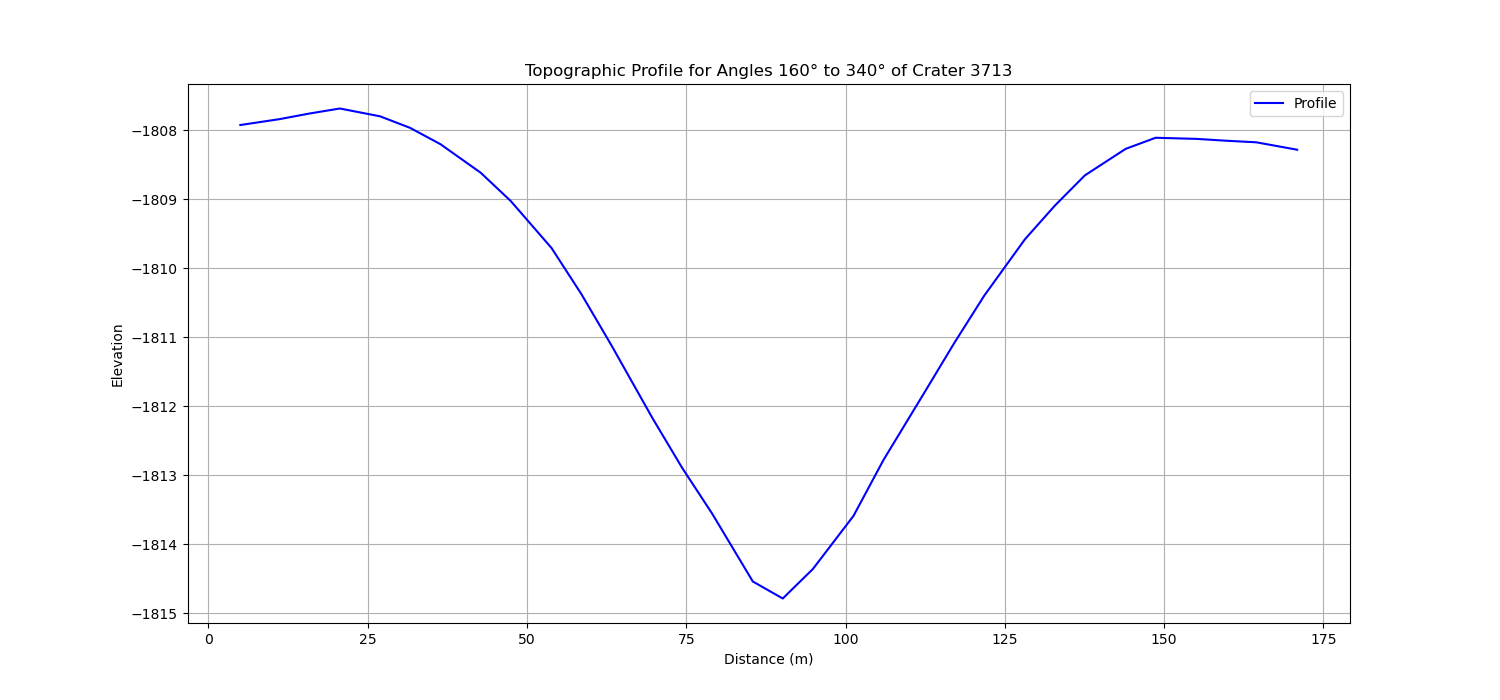 Topographic Profile for Angles 160° to 340° of Crater 3713
Profile
−1808
−1809
−1810
−1811
−1812
−1813
−1814
−1815
Elevation
0 25 50 75 100 125 150 175
Distance (m)